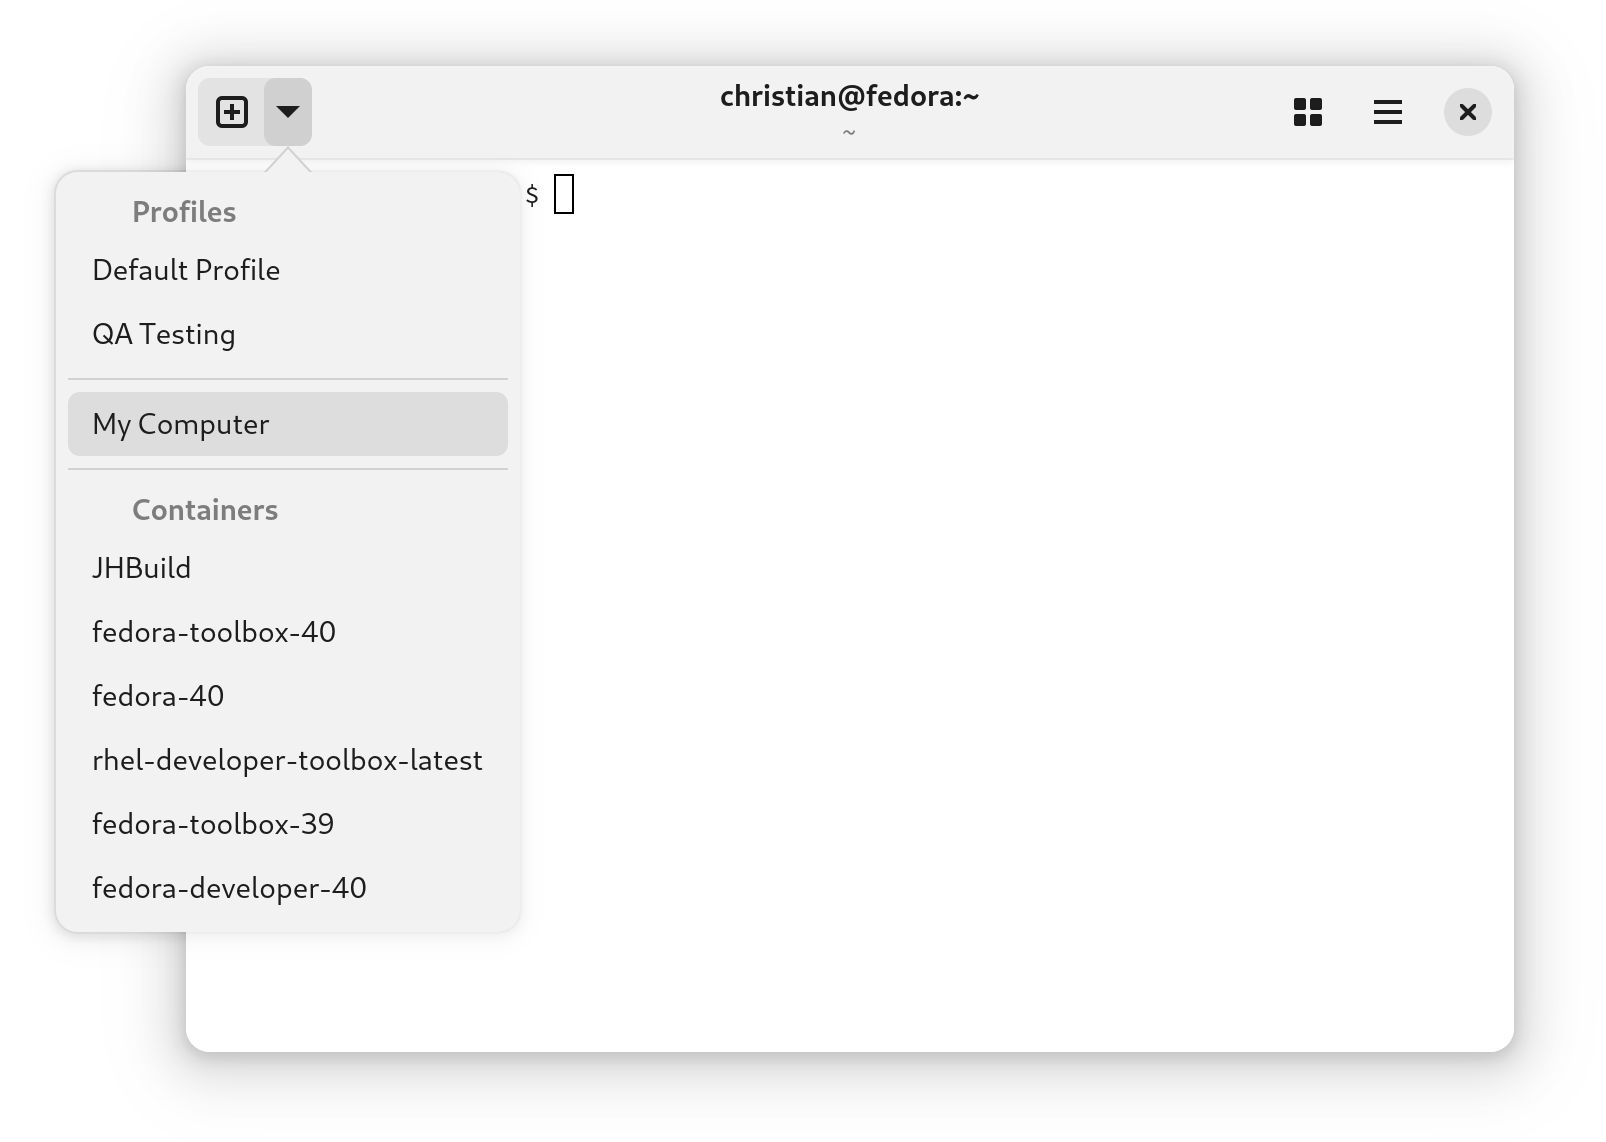 christian@fedora:~
~
$
Profiles
Default Profile
QA Testing
My Computer
Containers
JHBuild
fedora-toolbox-40
fedora-40
rhel-developer-toolbox-latest
fedora-toolbox-39
fedora-developer-40